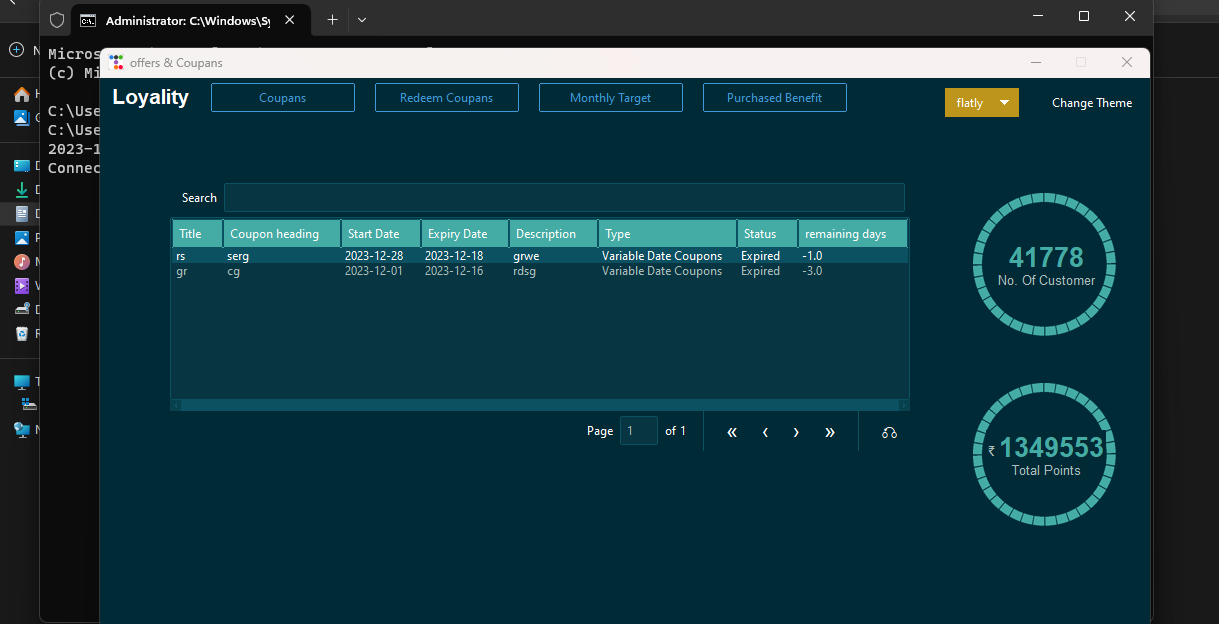 Administrator: C:\Windows\Sy
Micros
(c) Mi
C:\Use
C:\Use
2023-1
Connec
offers & Coupans
Loyality
Coupans
Redeem Coupans
Monthly Target
Purchased Benefit
flatly
Change Theme
Search
Title Coupon heading Start Date Expiry Date Description Type Status remaining days
rs serg 2023-12-28 2023-12-18 grwe Variable Date Coupons Expired -1.0
gr cg 2023-12-01 2023-12-16 rdsg Variable Date Coupons Expired -3.0
Page 1 of 1 « ‹ › »
41778
No. Of Customer
₹ 1349553
Total Points